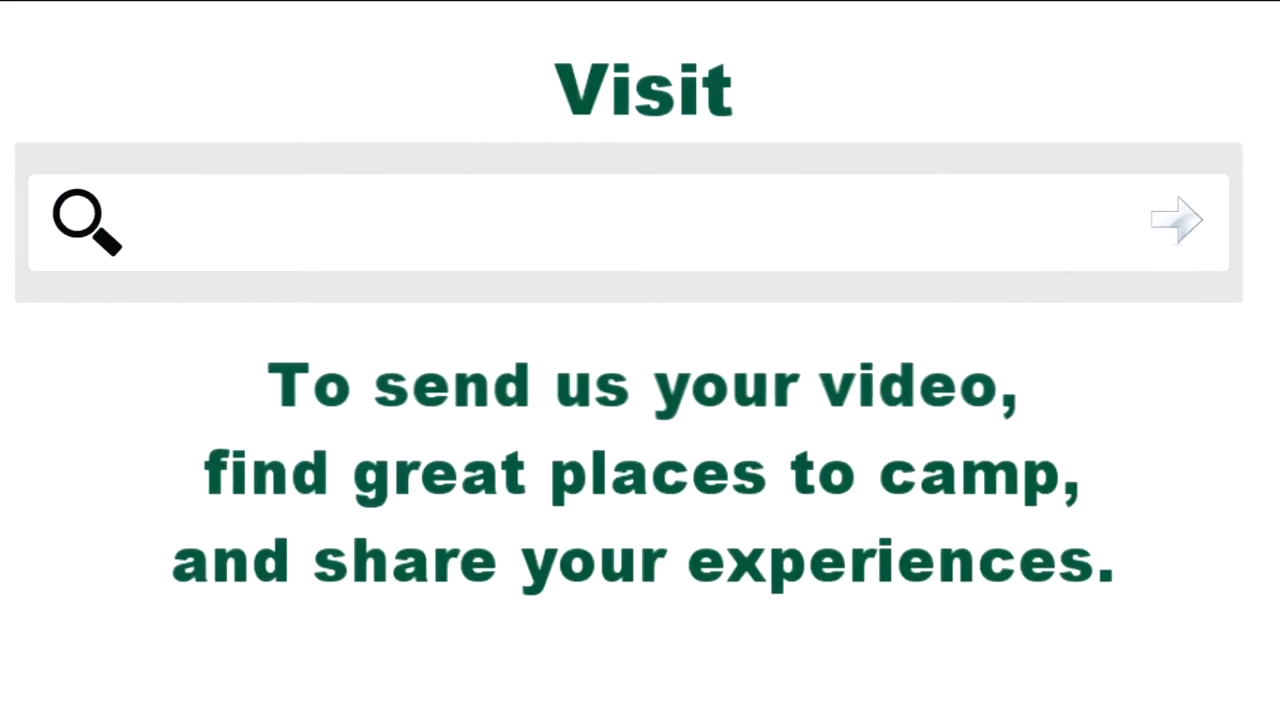 Visit
To send us your video,
find great places to camp,
and share your experiences.